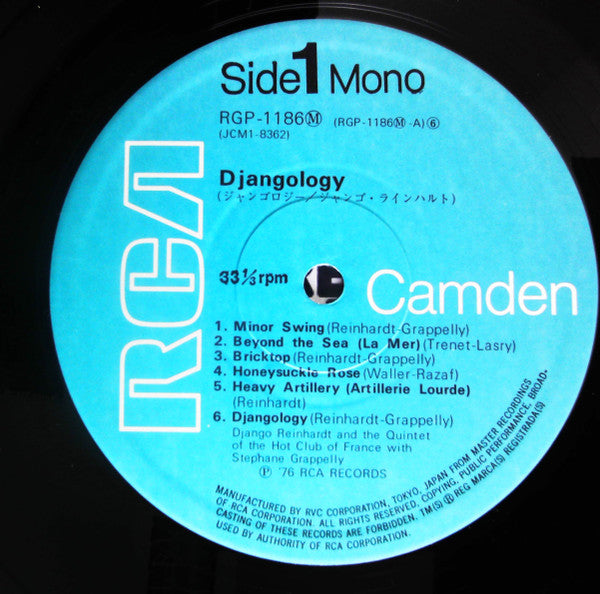 Side 1 Mono
RGP-1186Ⓜ (RGP-1186Ⓜ-A)⑥
(JCM1-8362)
Djangology
(ジャンゴロジー/ジャンゴ・ラインハルト)
RCA
33⅓rpm
Camden
1. Minor Swing (Reinhardt-Grappelly)
2. Beyond the Sea (La Mer) (Trenet-Lasry)
3. Bricktop (Reinhardt-Grappelly)
4. Honeysuckle Rose (Waller-Razaf)
5. Heavy Artillery (Artillerie Lourde)
(Reinhardt)
6. Djangology (Reinhardt-Grappelly)
Django Reinhardt and the Quintet
of the Hot Club of France with
Stephane Grappelly
Ⓟ '76 RCA RECORDS
MANUFACTURED BY RVC CORPORATION, TOKYO, JAPAN FROM MASTER RECORDINGS
OF RCA CORPORATION. ALL RIGHTS RESERVED, COPYING, PUBLIC PERFORMANCE, BROAD-
CASTING OF THESE RECORDS ARE FORBIDDEN. TM(S) ® REG MARCA(S) REGISTRADA(S)
USED BY AUTHORITY OF RCA CORPORATION.